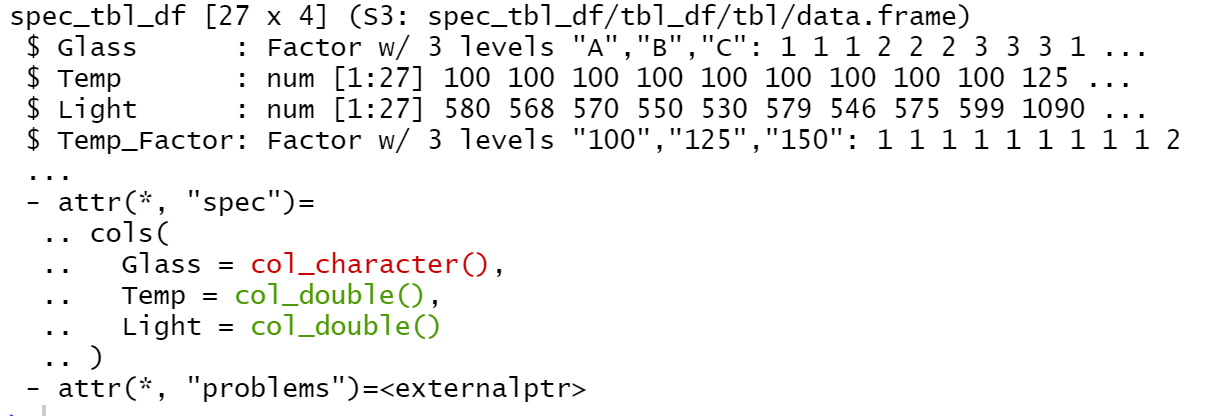 spec_tbl_df [27 x 4] (S3: spec_tbl_df/tbl_df/tbl/data.frame)
 $ Glass      : Factor w/ 3 levels "A","B","C": 1 1 1 2 2 2 3 3 3 1 ...
 $ Temp       : num [1:27] 100 100 100 100 100 100 100 100 100 125 ...
 $ Light      : num [1:27] 580 568 570 550 530 579 546 575 599 1090 ...
 $ Temp_Factor: Factor w/ 3 levels "100","125","150": 1 1 1 1 1 1 1 1 1 2
 ...
 - attr(*, "spec")=
  .. cols(
  ..   Glass = col_character(),
  ..   Temp = col_double(),
  ..   Light = col_double()
  .. )
 - attr(*, "problems")=<externalptr>